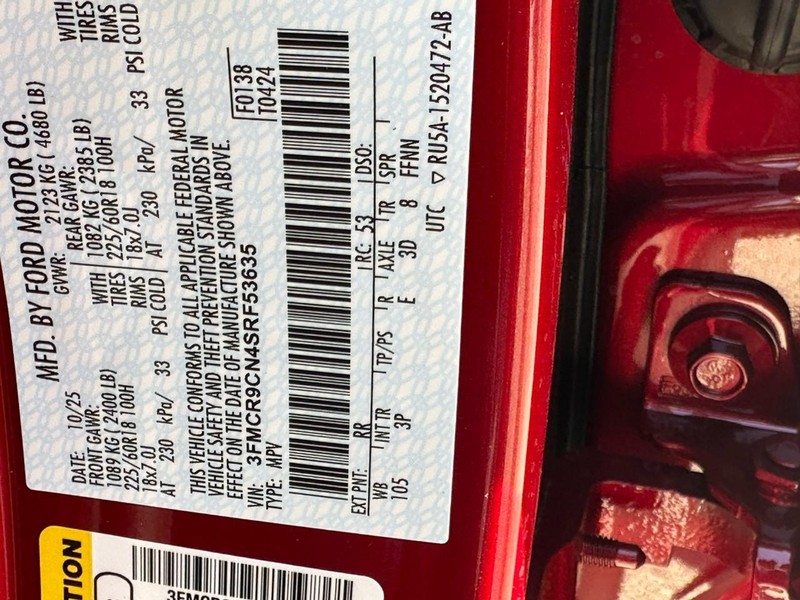 MFD. BY FORD MOTOR CO.
DATE: 10/25 GVWR: 2123 KG ( 4680 LB)
FRONT GAWR: REAR GAWR:
1089 KG ( 2400 LB) WITH 1082 KG ( 2385 LB) WITH
225/60R18 100H TIRES 225/60R18 100H TIRES
18x7.0J RIMS 18x7.0J RIMS
AT 230 kPa/ 33 PSI COLD AT 230 kPa/ 33 PSI COLD
THIS VEHICLE CONFORMS TO ALL APPLICABLE FEDERAL MOTOR
VEHICLE SAFETY AND THEFT PREVENTION STANDARDS IN
EFFECT ON THE DATE OF MANUFACTURE SHOWN ABOVE.
VIN: 3FMCR9CN4SRF53635 F0138
TYPE: MPV T0424
EXT PNT: RR RC: 53 DSO:
WB INT TR TP/PS R AXLE TR SPR
105 3P E 3D 8 FFNN
UTC ▽ RU5A-1520472-AB